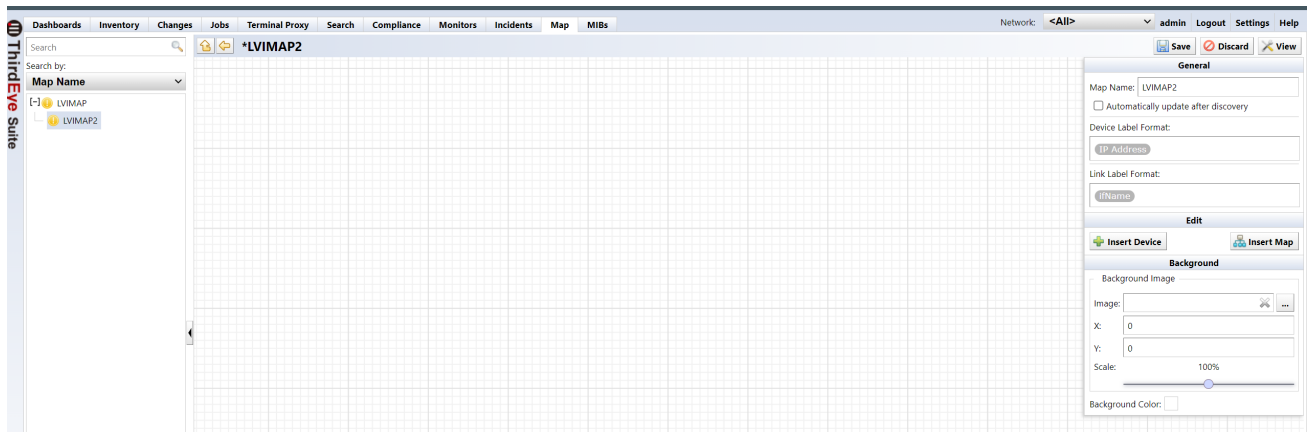 Dashboards Inventory Changes Jobs Terminal Proxy Search Compliance Monitors Incidents Map MIBs Network: <All> admin Logout Settings Help
ThirdEye Suite
Search
Search by:
Map Name
[-] LVIMAP
LVIMAP2
*LVIMAP2
Save Discard View
General
Map Name: LVIMAP2
Automatically update after discovery
Device Label Format:
IP Address
Link Label Format:
ifName
Edit
Insert Device Insert Map
Background
Background Image
Image: ...
X: 0
Y: 0
Scale: 100%
Background Color: